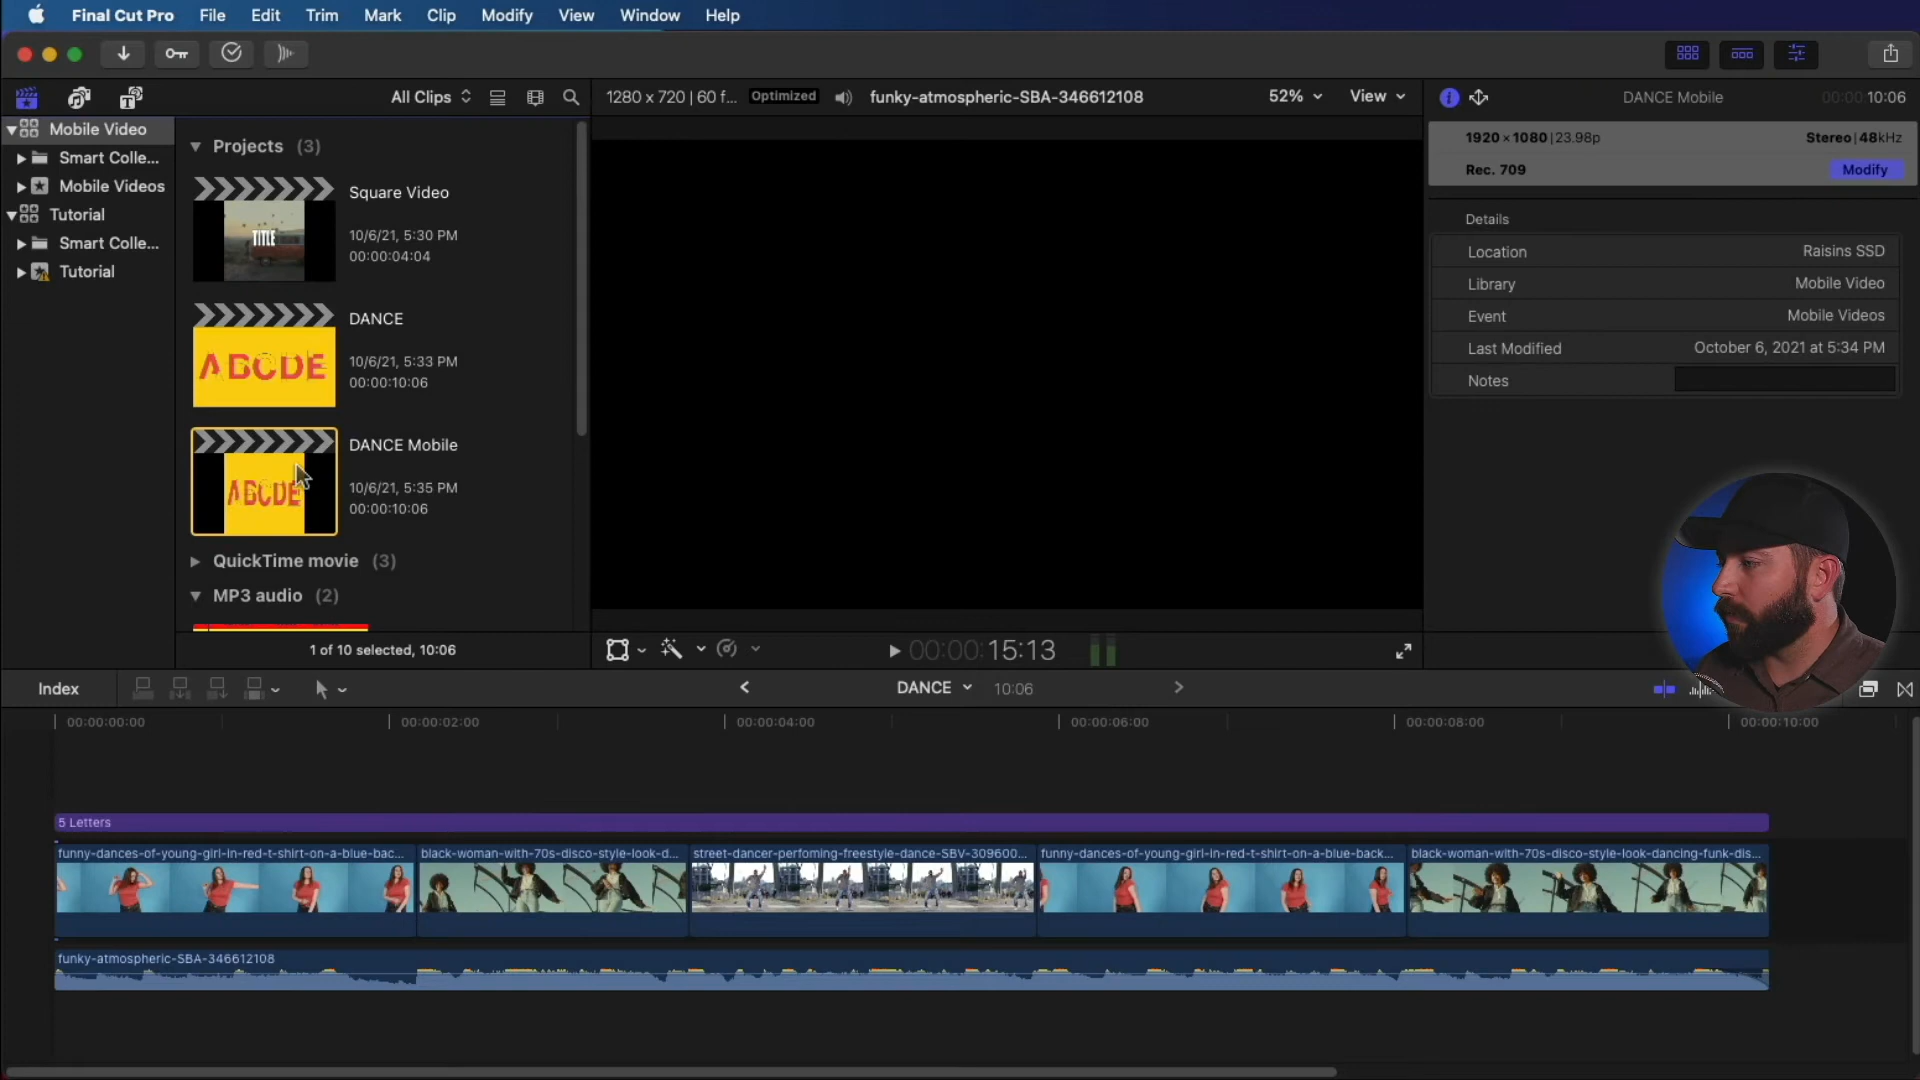 Final Cut Pro File Edit Trim Mark Clip Modify View Window Help
All Clips
1280 x 720 | 60 f... Optimized funky-atmospheric-SBA-346612108 52% View
DANCE Mobile 00:00:10:06
Mobile Video
Smart Colle...
Mobile Videos
Tutorial
Smart Colle...
Tutorial
Projects (3)
TITLE
Square Video
10/6/21, 5:30 PM
00:00:04:04
ABCDE
DANCE
10/6/21, 5:33 PM
00:00:10:06
ABCDE
DANCE Mobile
10/6/21, 5:35 PM
00:00:10:06
QuickTime movie (3)
MP3 audio (2)
1 of 10 selected, 10:06
1920 × 1080 | 23.98p Stereo | 48kHz
Rec. 709 Modify
Details
Location Raisins SSD
Library Mobile Video
Event Mobile Videos
Last Modified October 6, 2021 at 5:34 PM
Notes
00:00:15:13
Index DANCE 10:06
00:00:00:00 00:00:02:00 00:00:04:00 00:00:06:00 00:00:08:00 00:00:10:00
5 Letters
funny-dances-of-young-girl-in-red-t-shirt-on-a-blue-bac... black-woman-with-70s-disco-style-look-d... street-dancer-perfoming-freestyle-dance-SBV-309600... funny-dances-of-young-girl-in-red-t-shirt-on-a-blue-back... black-woman-with-70s-disco-style-look-dancing-funk-dis...
funky-atmospheric-SBA-346612108